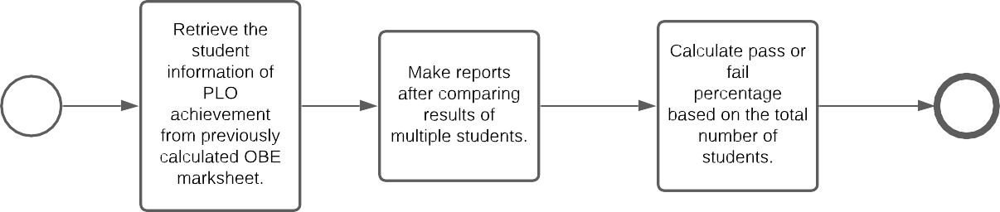 Retrieve the
student
information of
PLO
achievement
from previously
calculated OBE
marksheet.
Make reports
after comparing
results of
multiple students.
Calculate pass or
fail
percentage
based on the total
number of
students.